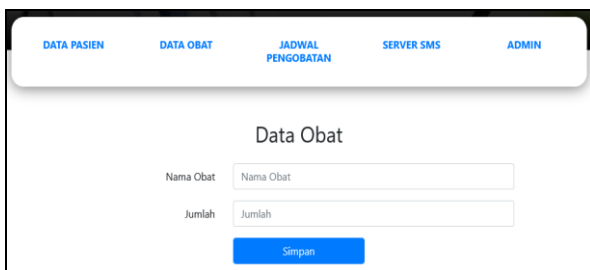 DATA PASIEN
DATA OBAT
JADWAL
PENGOBATAN
SERVER SMS
ADMIN
Data Obat
Nama Obat Nama Obat
Jumlah Jumlah
Simpan